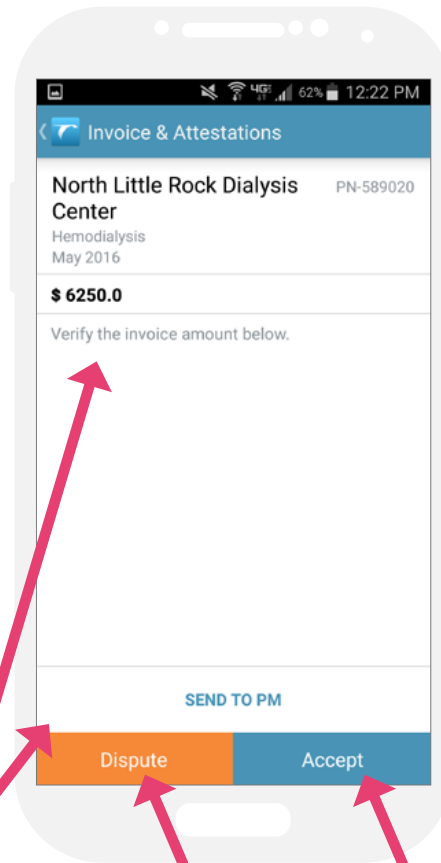 4GE 62% 12:22 PM
Invoice & Attestations
North Little Rock Dialysis PN-589020
Center
Hemodialysis
May 2016
$ 6250.0
Verify the invoice amount below.
SEND TO PM
Dispute Accept